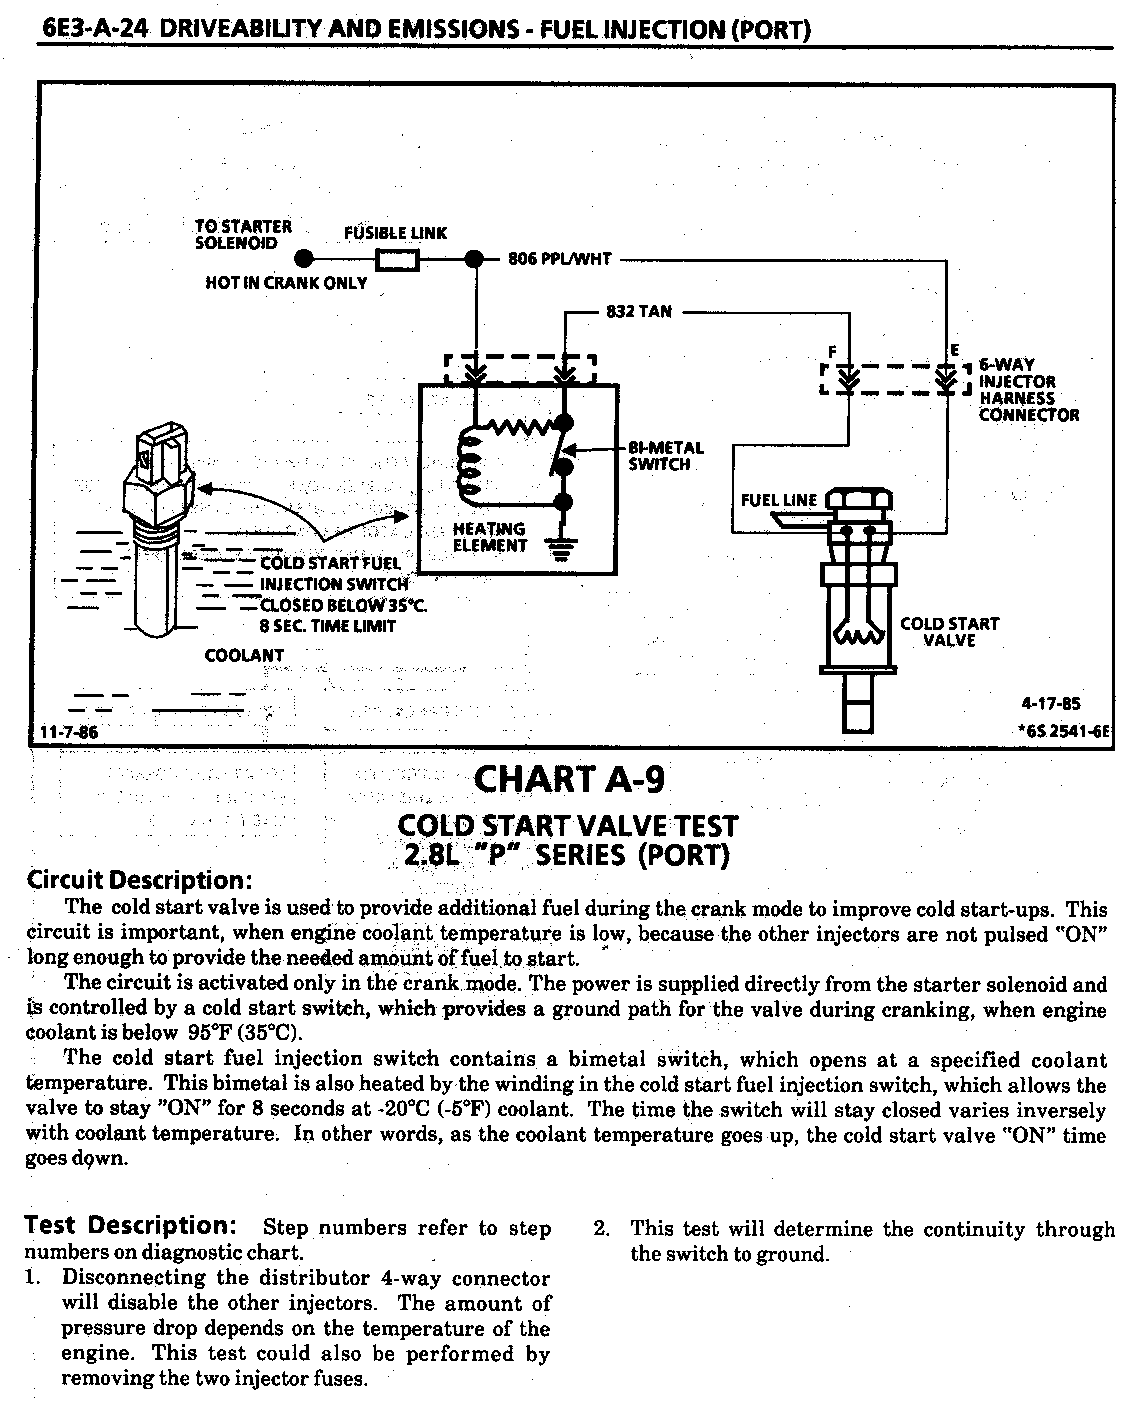 6E3-A-24 DRIVEABILITY AND EMISSIONS - FUEL INJECTION (PORT)
TO STARTER
SOLENOID
FUSIBLE LINK
HOT IN CRANK ONLY
806 PPL/WHT
832 TAN
F
E
6-WAY
INJECTOR
HARNESS
CONNECTOR
BI-METAL
SWITCH
FUEL LINE
HEATING
ELEMENT
COLD START FUEL
INJECTION SWITCH
CLOSED BELOW 35°C.
8 SEC. TIME LIMIT
COOLANT
COLD START
VALVE
4-17-85
11-7-86
*6S 2541-6E
CHART A-9
COLD START VALVE TEST
2.8L "P" SERIES (PORT)
Circuit Description:
The cold start valve is used to provide additional fuel during the crank mode to improve cold start-ups. This
circuit is important, when engine coolant temperature is low, because the other injectors are not pulsed "ON"
long enough to provide the needed amount of fuel to start.
The circuit is activated only in the crank mode. The power is supplied directly from the starter solenoid and
is controlled by a cold start switch, which provides a ground path for the valve during cranking, when engine
coolant is below 95°F (35°C).
The cold start fuel injection switch contains a bimetal switch, which opens at a specified coolant
temperature. This bimetal is also heated by the winding in the cold start fuel injection switch, which allows the
valve to stay "ON" for 8 seconds at -20°C (-5°F) coolant. The time the switch will stay closed varies inversely
with coolant temperature. In other words, as the coolant temperature goes up, the cold start valve "ON" time
goes down.
Test Description: Step numbers refer to step
numbers on diagnostic chart.
1. Disconnecting the distributor 4-way connector
will disable the other injectors. The amount of
pressure drop depends on the temperature of the
engine. This test could also be performed by
removing the two injector fuses.
2. This test will determine the continuity through
the switch to ground.